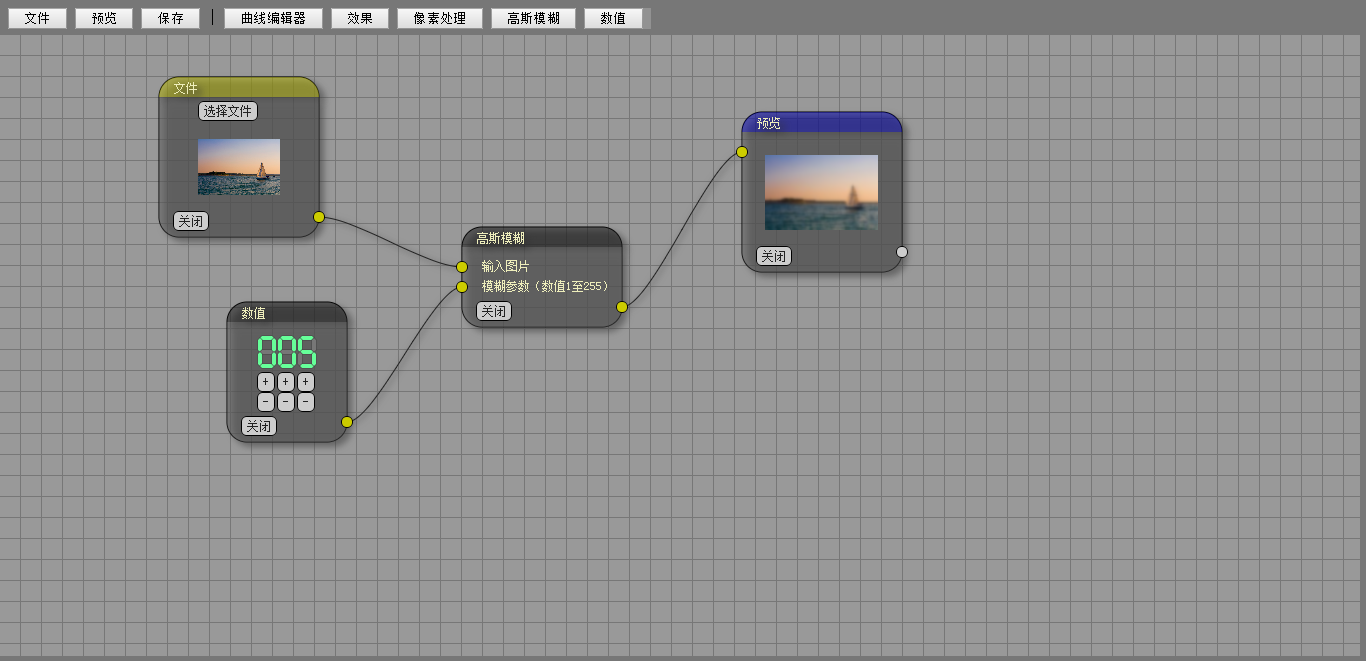 文件 预览 保存 曲线编辑器 效果 像素处理 高斯模糊 数值
文件
选择文件
关闭
预览
关闭
高斯模糊
输入图片
模糊参数（数值1至255）
关闭
数值
005
+ + +
- - -
关闭